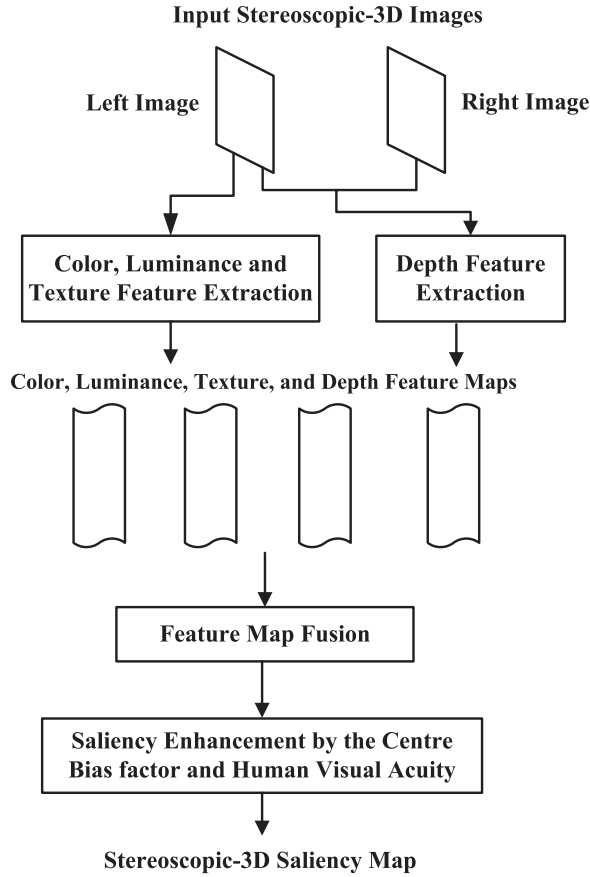 Input Stereoscopic-3D Images
Left Image
Right Image
Color, Luminance and
Texture Feature Extraction
Depth Feature
Extraction
Color, Luminance, Texture, and Depth Feature Maps
Feature Map Fusion
Saliency Enhancement by the Centre
Bias factor and Human Visual Acuity
Stereoscopic-3D Saliency Map